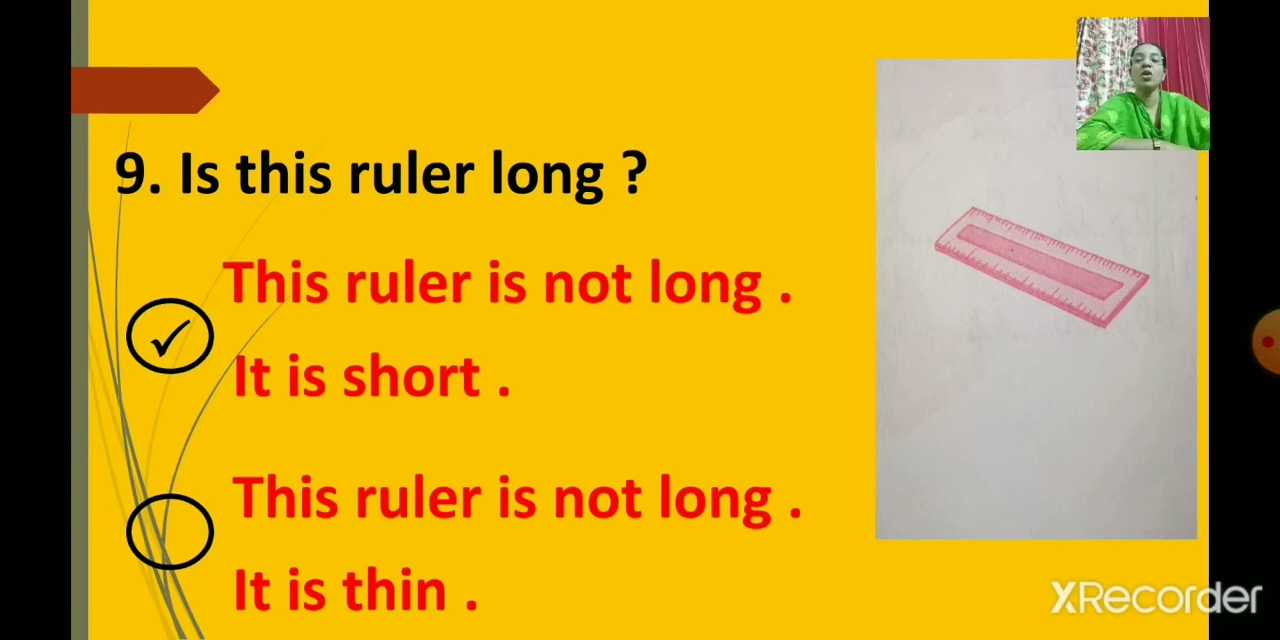 9. Is this ruler long ?
This ruler is not long .
It is short .
This ruler is not long .
It is thin .
XRecorder